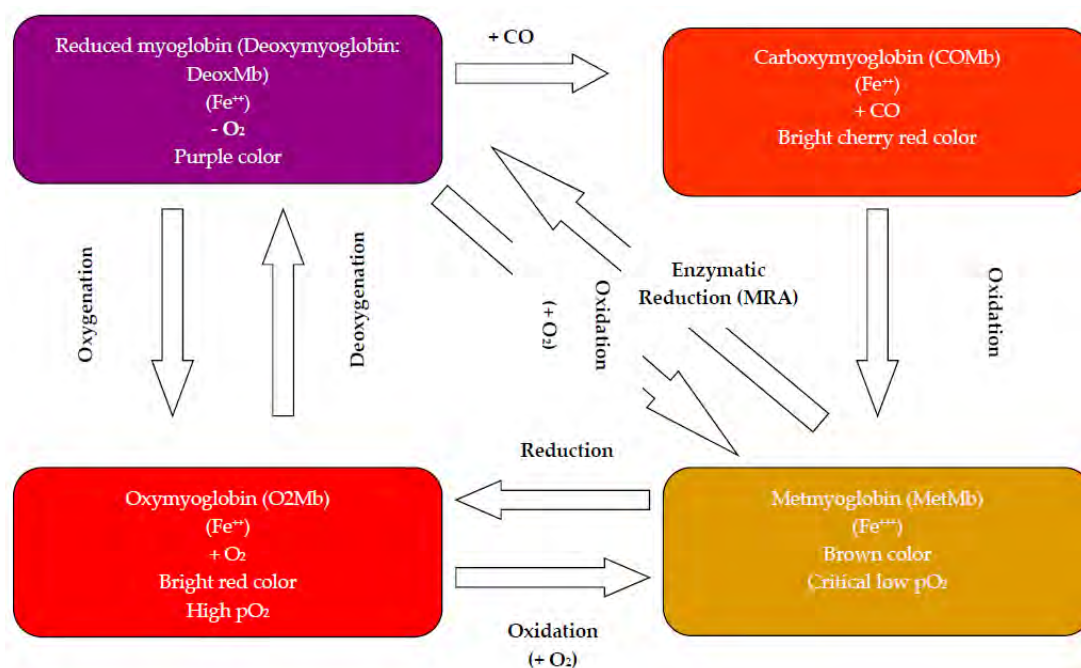 Reduced myoglobin (Deoxymyoglobin:
DeoxMb)
(Fe⁺⁺)
- O₂
Purple color
+ CO
Carboxymyoglobin (COMb)
(Fe⁺⁺)
+ CO
Bright cherry red color
Oxygenation
Deoxygenation
(+ O₂)
Oxidation
Enzymatic
Reduction (MRA)
Oxidation
Reduction
Oxymyoglobin (O2Mb)
(Fe⁺⁺)
+ O₂
Bright red color
High pO₂
Metmyoglobin (MetMb)
(Fe⁺⁺⁺)
Brown color
Critical low pO₂
Oxidation
(+ O₂)